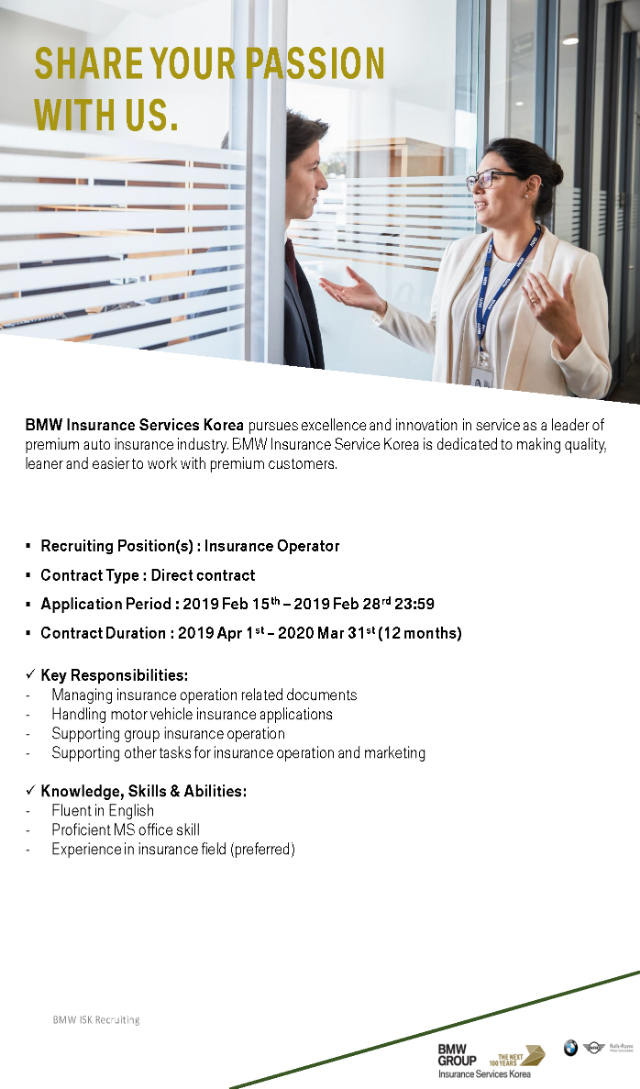 SHARE YOUR PASSION
WITH US.
BMW Insurance Services Korea pursues excellence and innovation in service as a leader of
premium auto insurance industry. BMW Insurance Service Korea is dedicated to making quality,
leaner and easier to work with premium customers.
▪ Recruiting Position(s) : Insurance Operator
▪ Contract Type : Direct contract
▪ Application Period : 2019 Feb 15th – 2019 Feb 28rd 23:59
▪ Contract Duration : 2019 Apr 1st – 2020 Mar 31st (12 months)
✓ Key Responsibilities:
- Managing insurance operation related documents
- Handling motor vehicle insurance applications
- Supporting group insurance operation
- Supporting other tasks for insurance operation and marketing
✓ Knowledge, Skills & Abilities:
- Fluent in English
- Proficient MS office skill
- Experience in insurance field (preferred)
BMW ISK Recruiting
BMW
GROUP
THE NEXT
100 YEARS
Insurance Services Korea